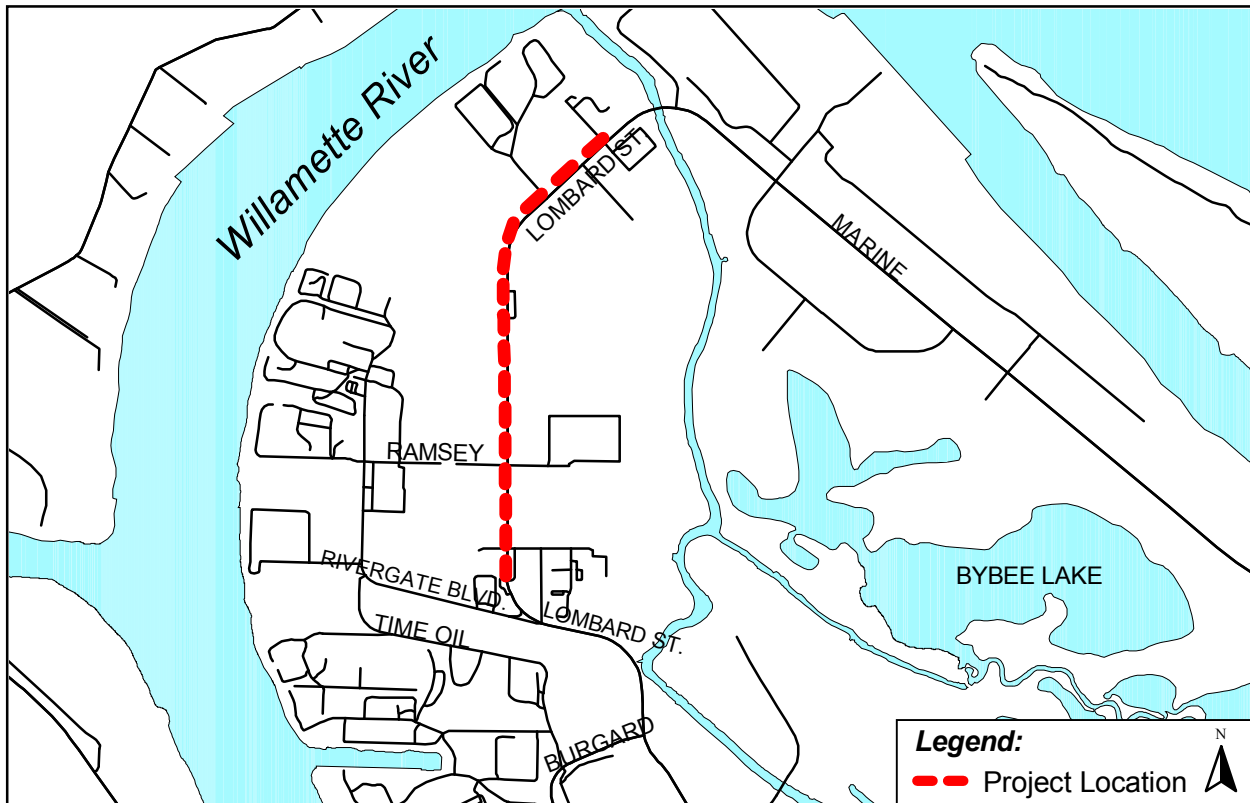 Willamette River
LOMBARD ST.
MARINE
RAMSEY
RIVERGATE BLVD.
LOMBARD ST.
TIME OIL
BYBEE LAKE
BURGARD
Legend:
Project Location
N